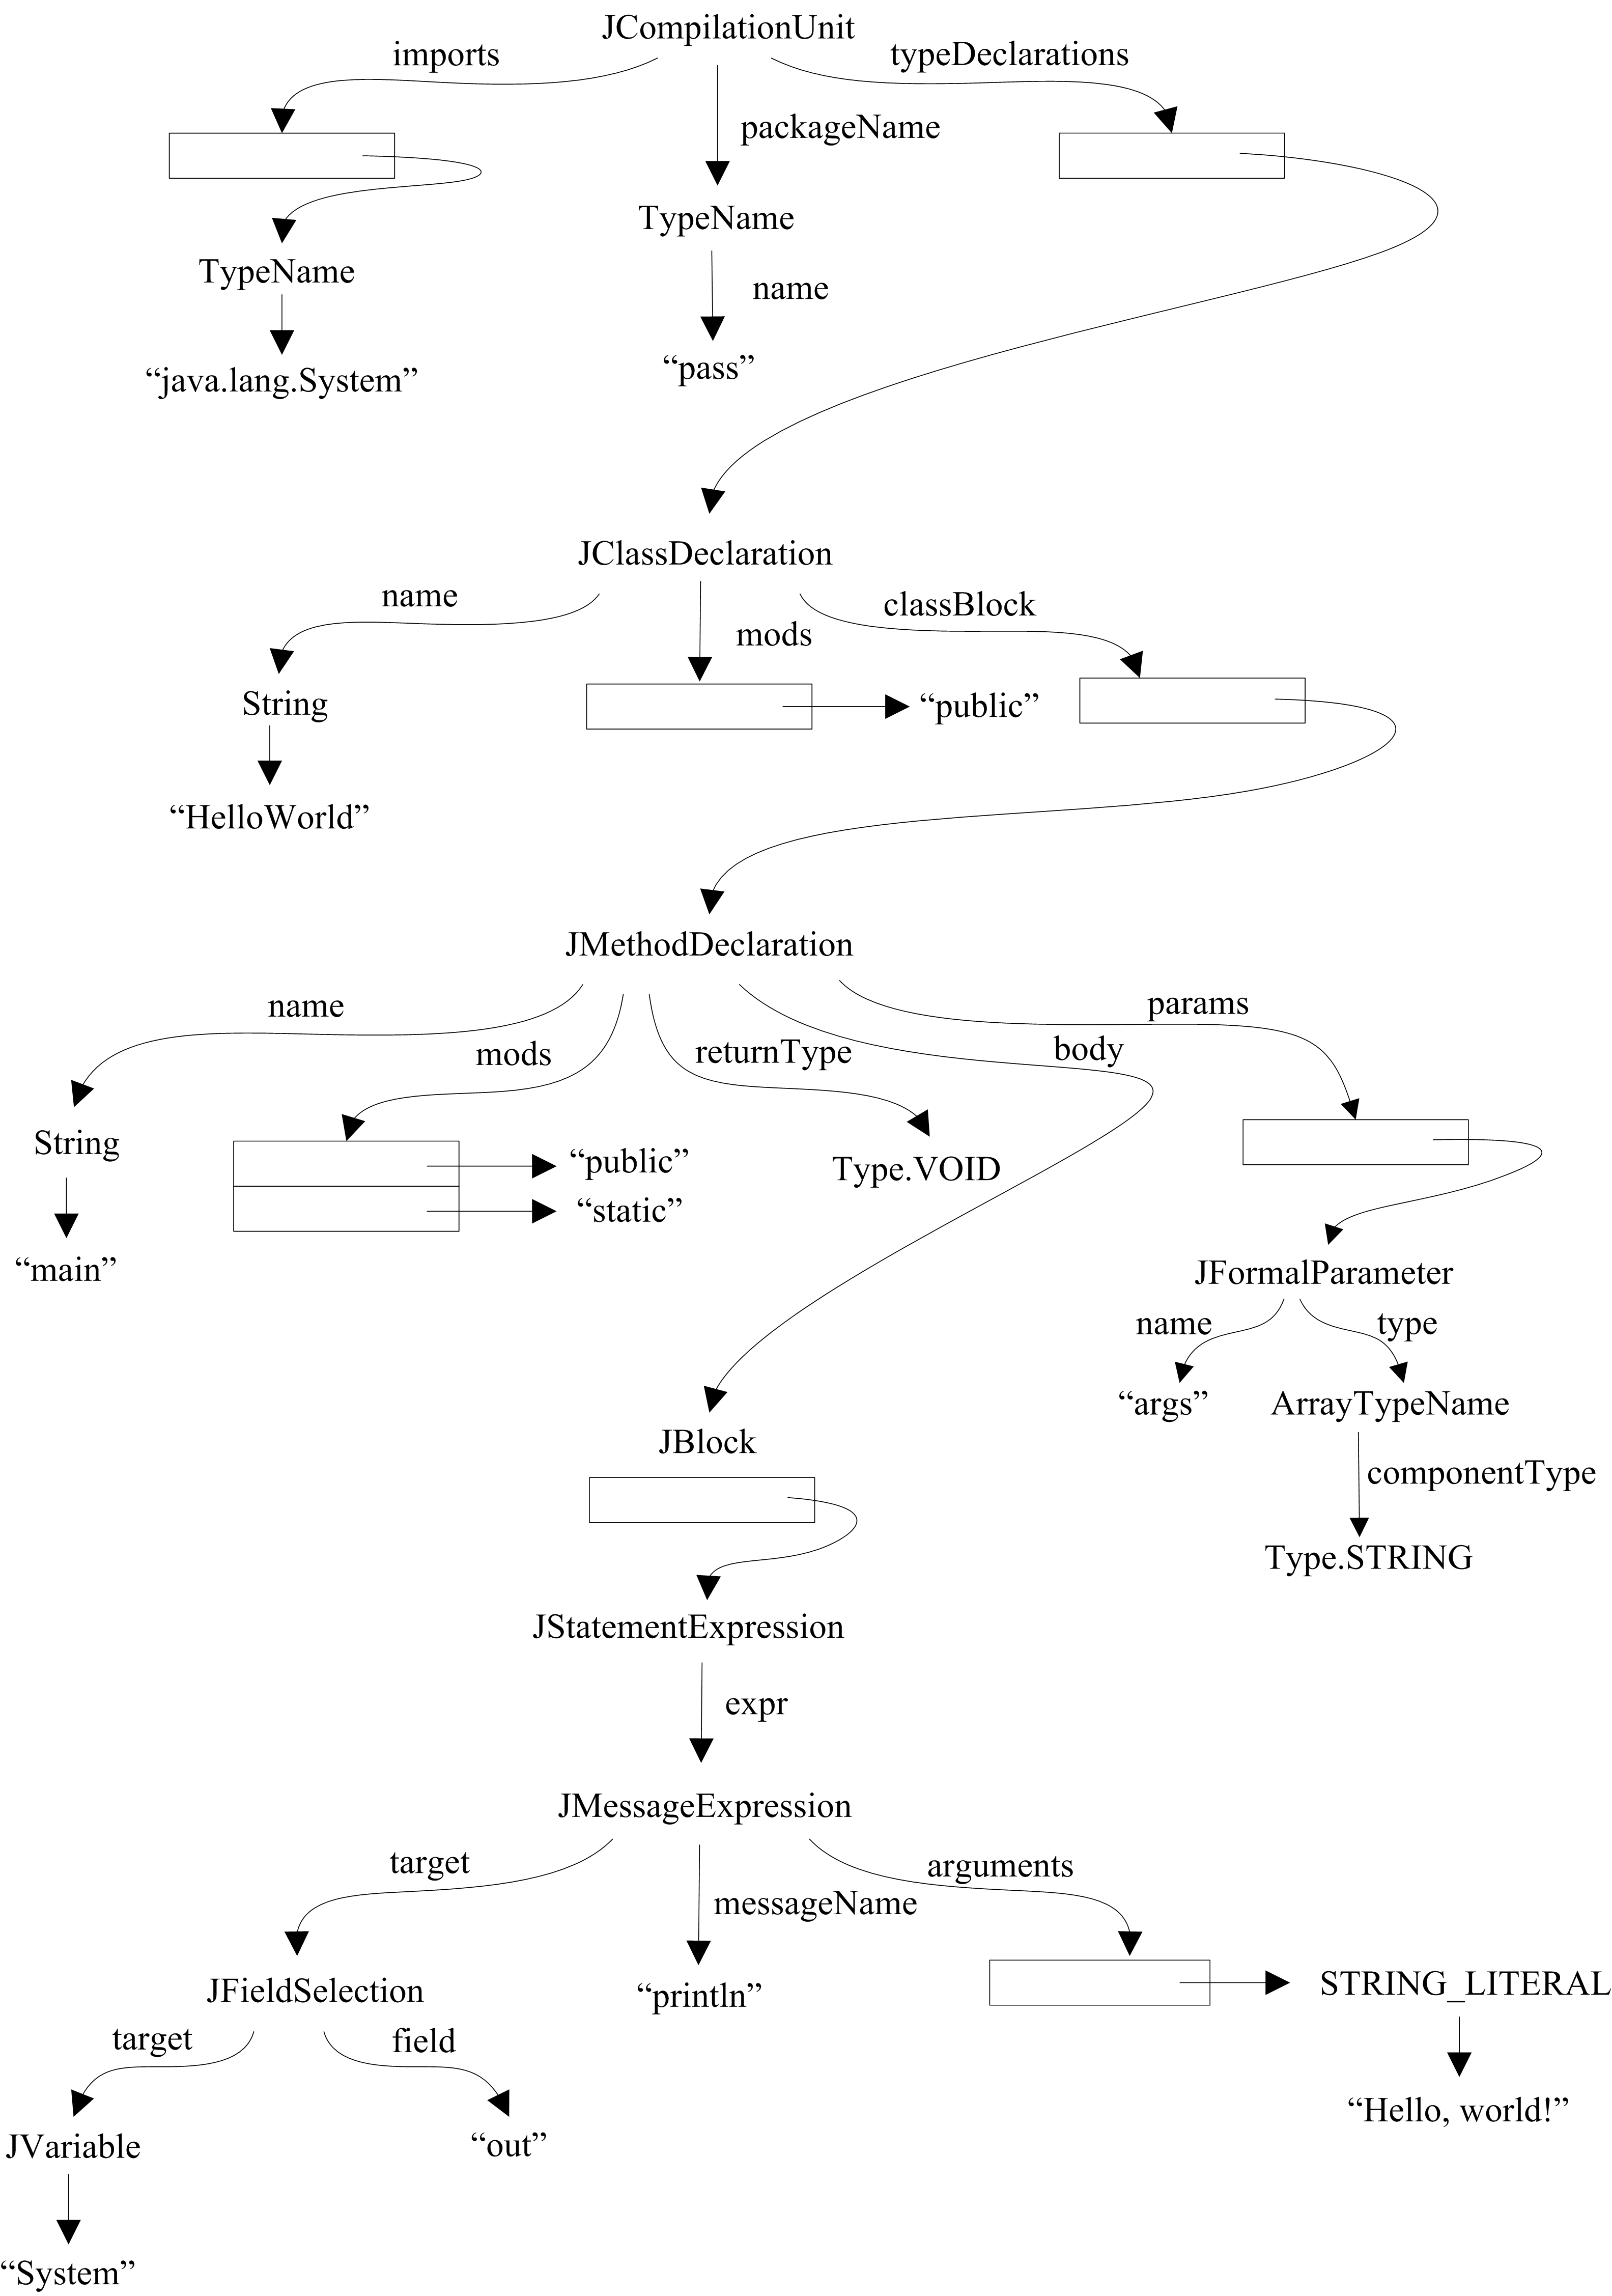 JCompilationUnit
imports
typeDeclarations
packageName
TypeName
TypeName
name
“java.lang.System”
“pass”
JClassDeclaration
name
classBlock
mods
String
“public”
“HelloWorld”
JMethodDeclaration
name
params
mods
returnType
body
String
“public”
Type.VOID
“static”
“main”
JFormalParameter
name
type
“args”
ArrayTypeName
JBlock
componentType
Type.STRING
JStatementExpression
expr
JMessageExpression
target
arguments
messageName
JFieldSelection
“println”
STRING_LITERAL
target
field
“Hello, world!”
JVariable
“out”
“System”